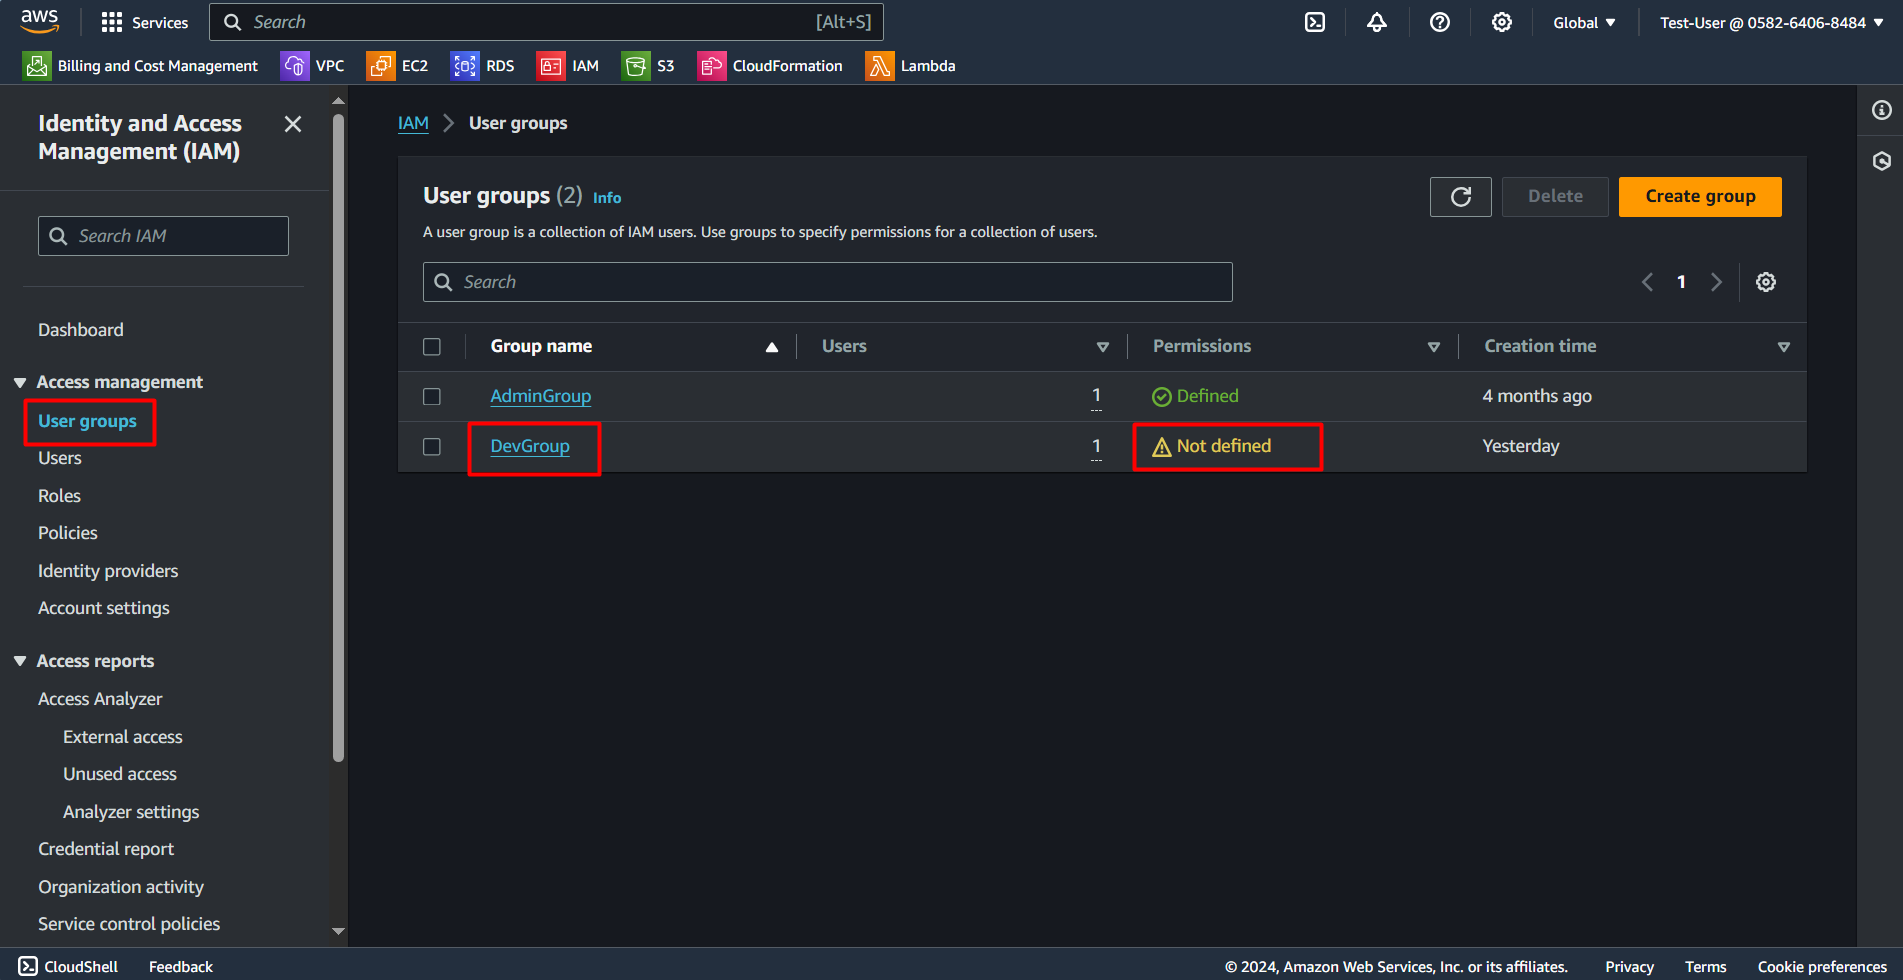 aws Services Search [Alt+S] Global Test-User @ 0582-6406-8484
Billing and Cost Management VPC EC2 RDS IAM S3 CloudFormation Lambda
Identity and Access
Management (IAM)
Search IAM
Dashboard
Access management
User groups
Users
Roles
Policies
Identity providers
Account settings
Access reports
Access Analyzer
External access
Unused access
Analyzer settings
Credential report
Organization activity
Service control policies
IAM User groups
User groups (2) Info
Delete Create group
A user group is a collection of IAM users. Use groups to specify permissions for a collection of users.
Search
1
Group name Users Permissions Creation time
AdminGroup 1 Defined 4 months ago
DevGroup 1 Not defined Yesterday
CloudShell Feedback © 2024, Amazon Web Services, Inc. or its affiliates. Privacy Terms Cookie preferences